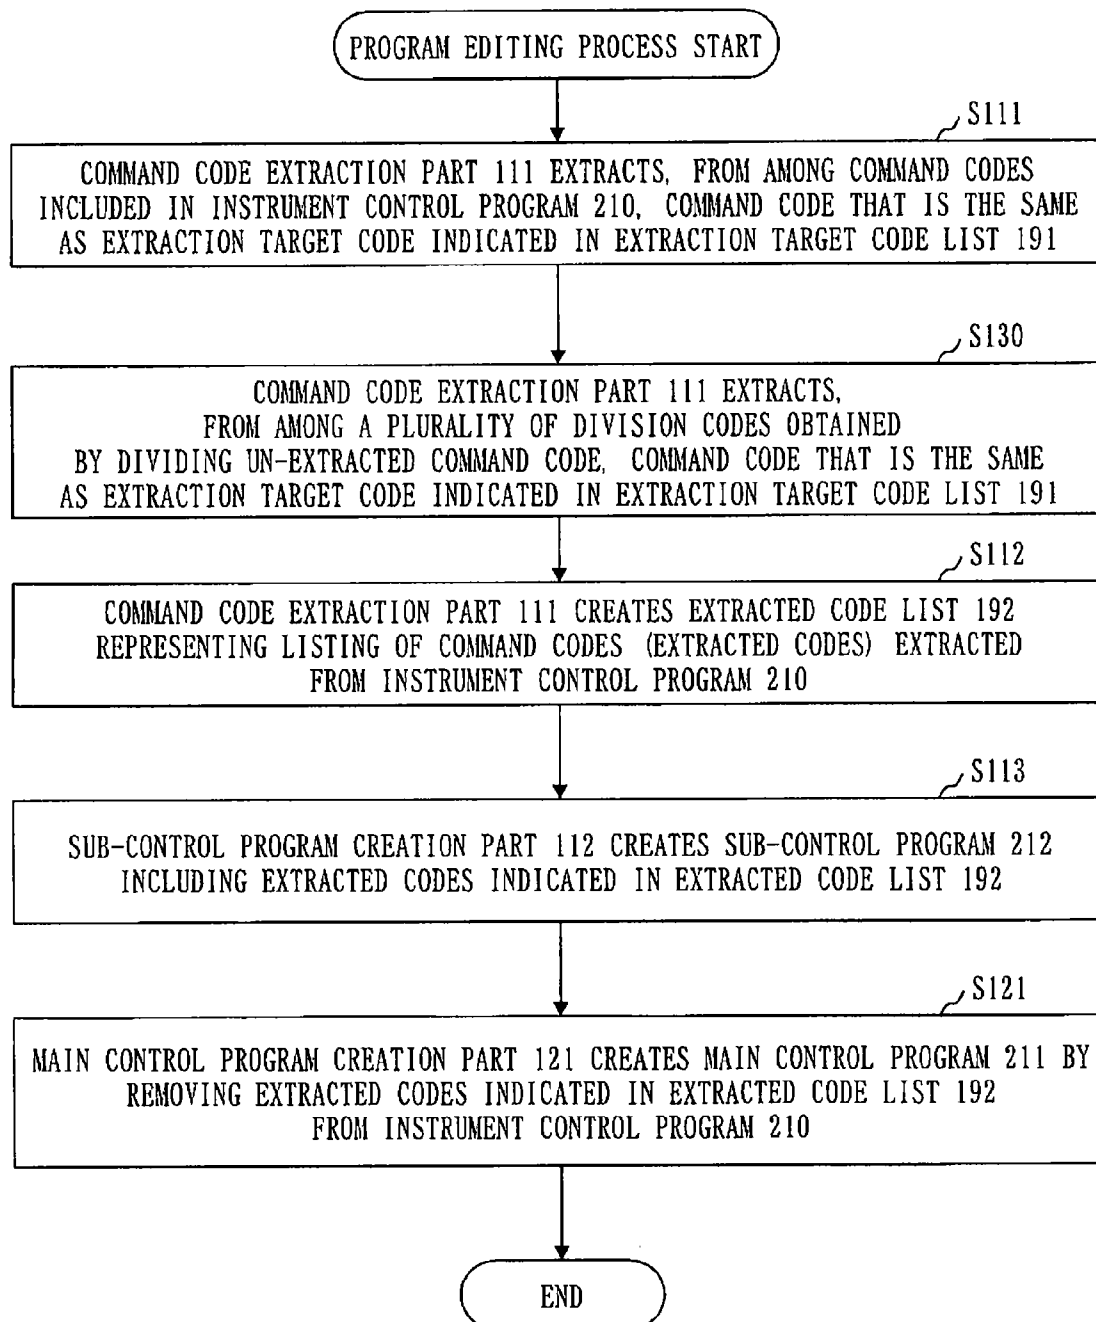 PROGRAM EDITING PROCESS START
S111
COMMAND CODE EXTRACTION PART 111 EXTRACTS, FROM AMONG COMMAND CODES
INCLUDED IN INSTRUMENT CONTROL PROGRAM 210, COMMAND CODE THAT IS THE SAME
AS EXTRACTION TARGET CODE INDICATED IN EXTRACTION TARGET CODE LIST 191
S130
COMMAND CODE EXTRACTION PART 111 EXTRACTS,
FROM AMONG A PLURALITY OF DIVISION CODES OBTAINED
BY DIVIDING UN-EXTRACTED COMMAND CODE, COMMAND CODE THAT IS THE SAME
AS EXTRACTION TARGET CODE INDICATED IN EXTRACTION TARGET CODE LIST 191
S112
COMMAND CODE EXTRACTION PART 111 CREATES EXTRACTED CODE LIST 192
REPRESENTING LISTING OF COMMAND CODES (EXTRACTED CODES) EXTRACTED
FROM INSTRUMENT CONTROL PROGRAM 210
S113
SUB-CONTROL PROGRAM CREATION PART 112 CREATES SUB-CONTROL PROGRAM 212
INCLUDING EXTRACTED CODES INDICATED IN EXTRACTED CODE LIST 192
S121
MAIN CONTROL PROGRAM CREATION PART 121 CREATES MAIN CONTROL PROGRAM 211 BY
REMOVING EXTRACTED CODES INDICATED IN EXTRACTED CODE LIST 192
FROM INSTRUMENT CONTROL PROGRAM 210
END